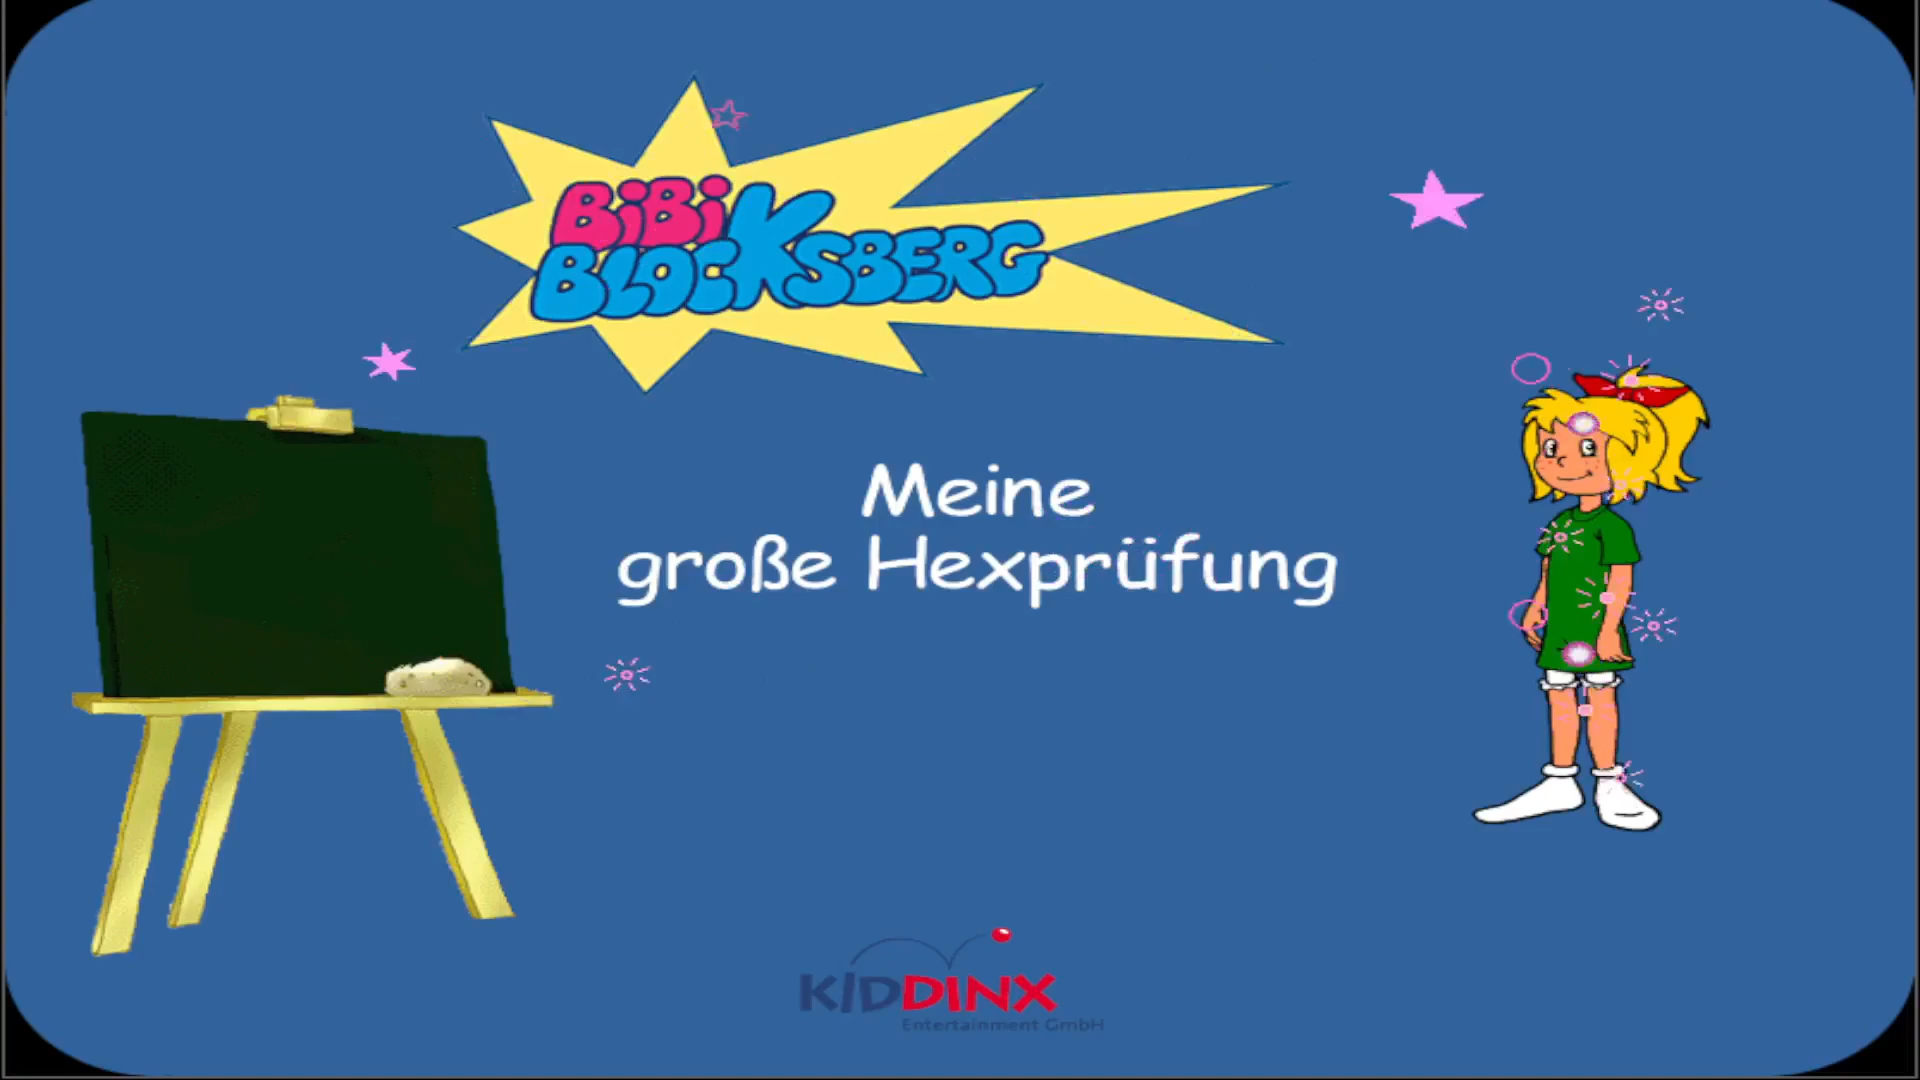 BiBi
BLOCKSBERG
Meine
große Hexprüfung
KIDDINX
Entertainment GmbH